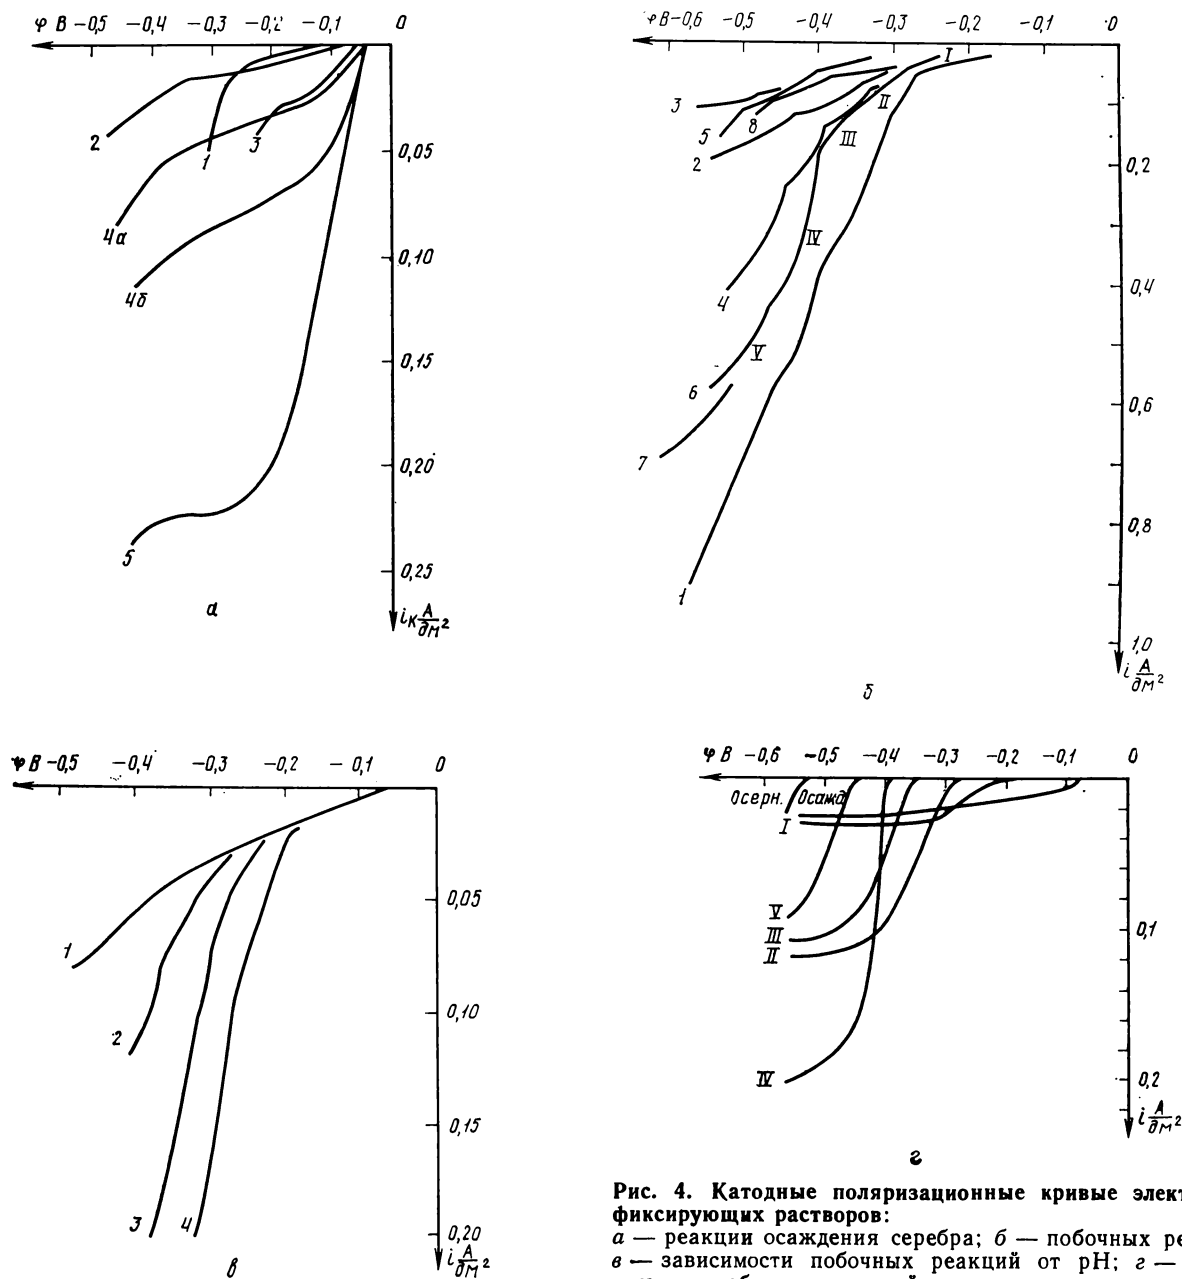 φ В -0,5 -0,4 -0,3 -0,2 -0,1 0
0,05
0,10
0,15
0,20
0,25
iк А/дм²
2
1
3
4а
4б
5
а
φ В -0,6 -0,5 -0,4 -0,3 -0,2 -0,1 0
0,2
0,4
0,6
0,8
1,0
i А/дм²
I
II
III
IV
V
3
5
8
2
4
6
7
1
б
φ В -0,5 -0,4 -0,3 -0,2 -0,1 0
0,05
0,10
0,15
0,20
i А/дм²
1
2
3
4
в
φ В -0,6 -0,5 -0,4 -0,3 -0,2 -0,1 0
Осерн. Осажд
I
V
III
II
IV
0,1
0,2
i А/дм²
г
Рис. 4. Катодные поляризационные кривые элект
фиксирующих растворов:
а — реакции осаждения серебра; б — побочных ре
в — зависимости побочных реакций от pH; г —